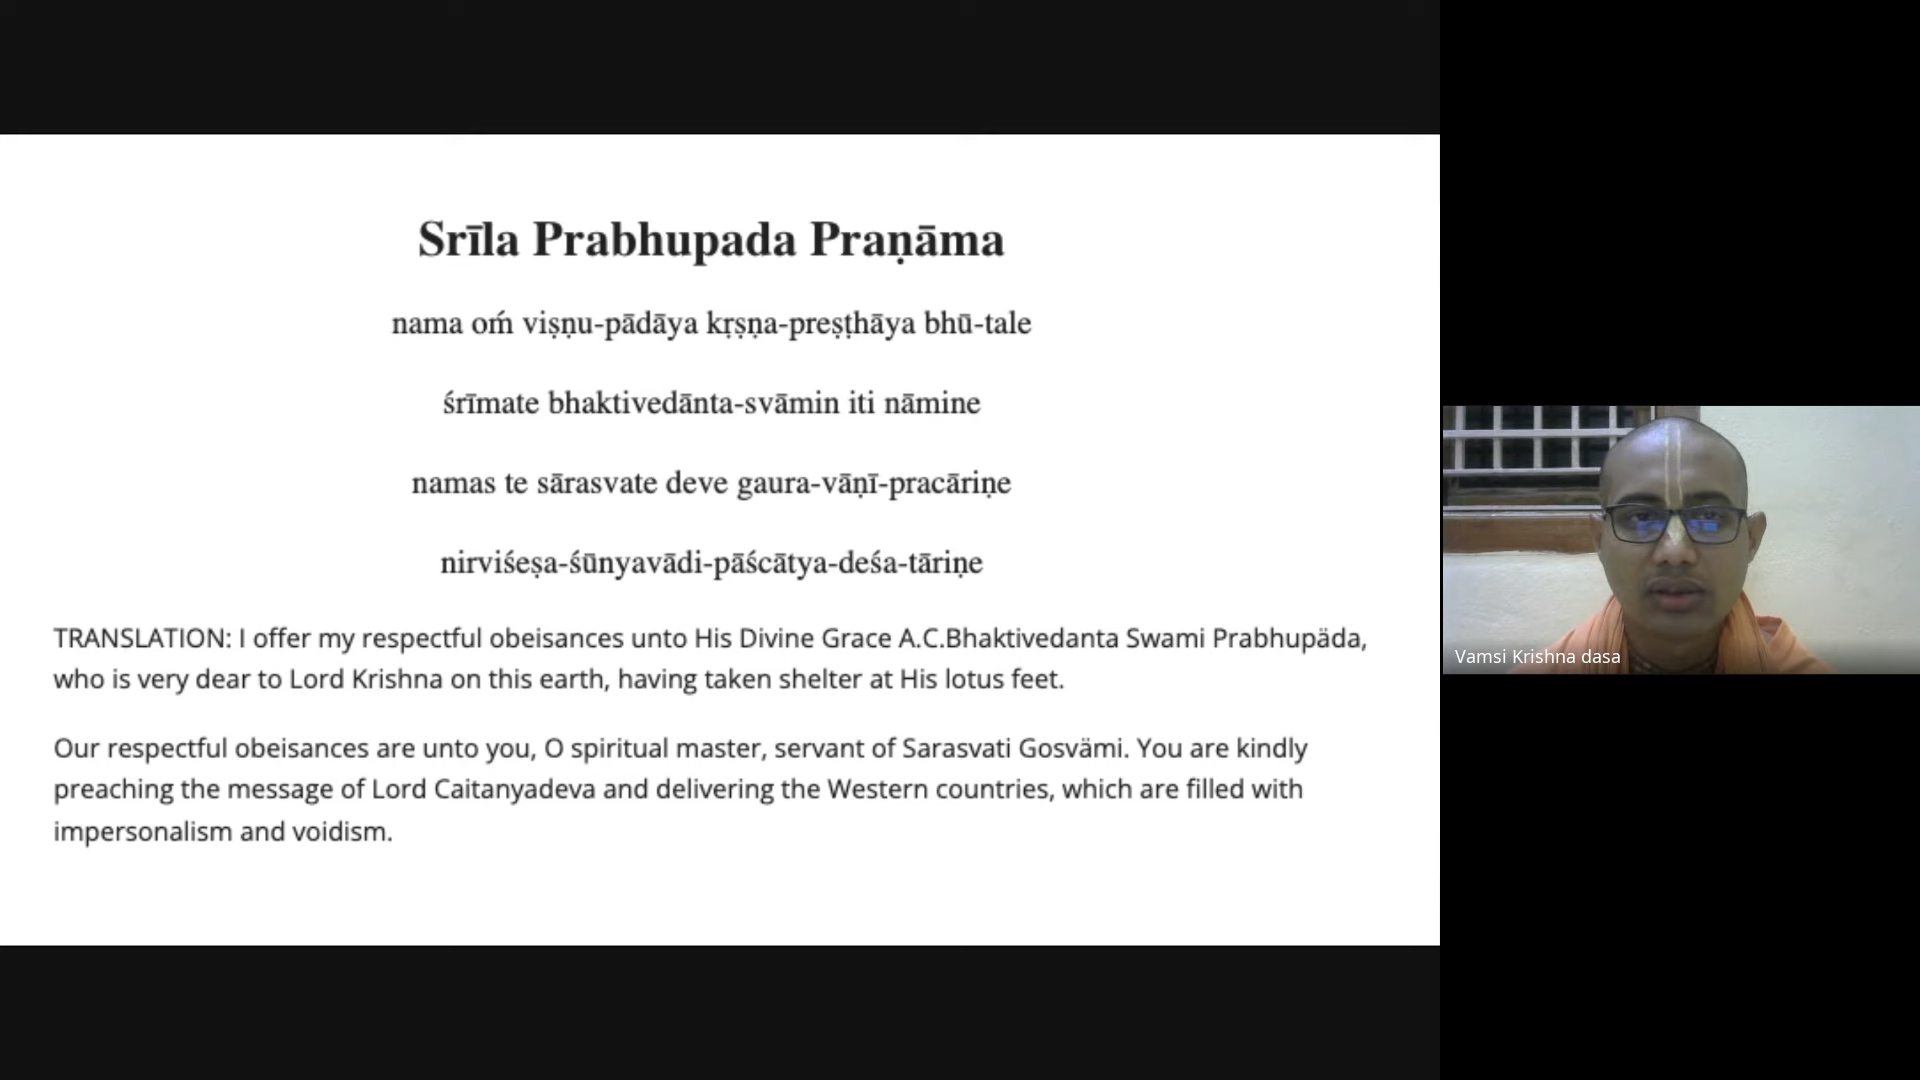 Srīla Prabhupada Praṇāma
nama oḿ viṣṇu-pādāya kṛṣṇa-preṣṭhāya bhū-tale
śrīmate bhaktivedānta-svāmin iti nāmine
namas te sārasvate deve gaura-vāṇī-pracāriṇe
nirviśeṣa-śūnyavādi-pāścātya-deśa-tāriṇe
TRANSLATION: I offer my respectful obeisances unto His Divine Grace A.C.Bhaktivedanta Swami Prabhupäda,
who is very dear to Lord Krishna on this earth, having taken shelter at His lotus feet.
Our respectful obeisances are unto you, O spiritual master, servant of Sarasvati Gosvämi. You are kindly
preaching the message of Lord Caitanyadeva and delivering the Western countries, which are filled with
impersonalism and voidism.
Vamsi Krishna dasa